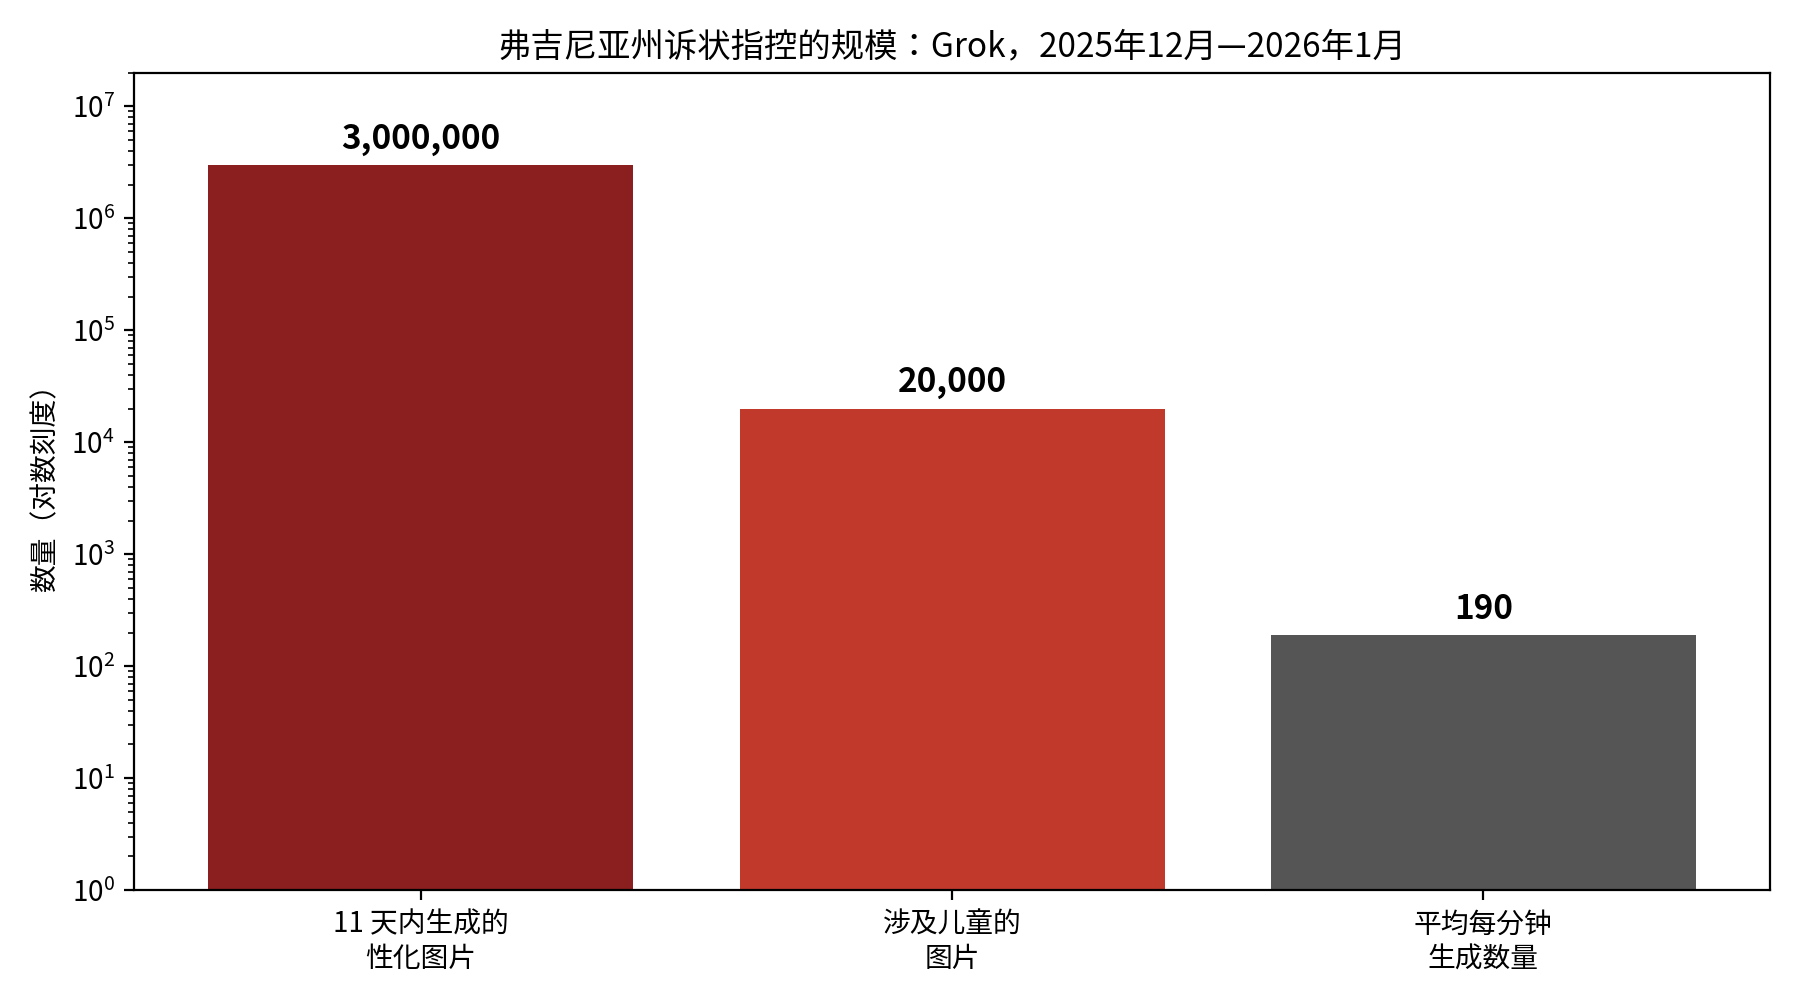 弗吉尼亚州诉状指控的规模：Grok，2025年12月—2026年1月
数量（对数刻度）
10⁷
10⁶
10⁵
10⁴
10³
10²
10¹
10⁰
3,000,000
20,000
190
11 天内生成的
性化图片
涉及儿童的
图片
平均每分钟
生成数量